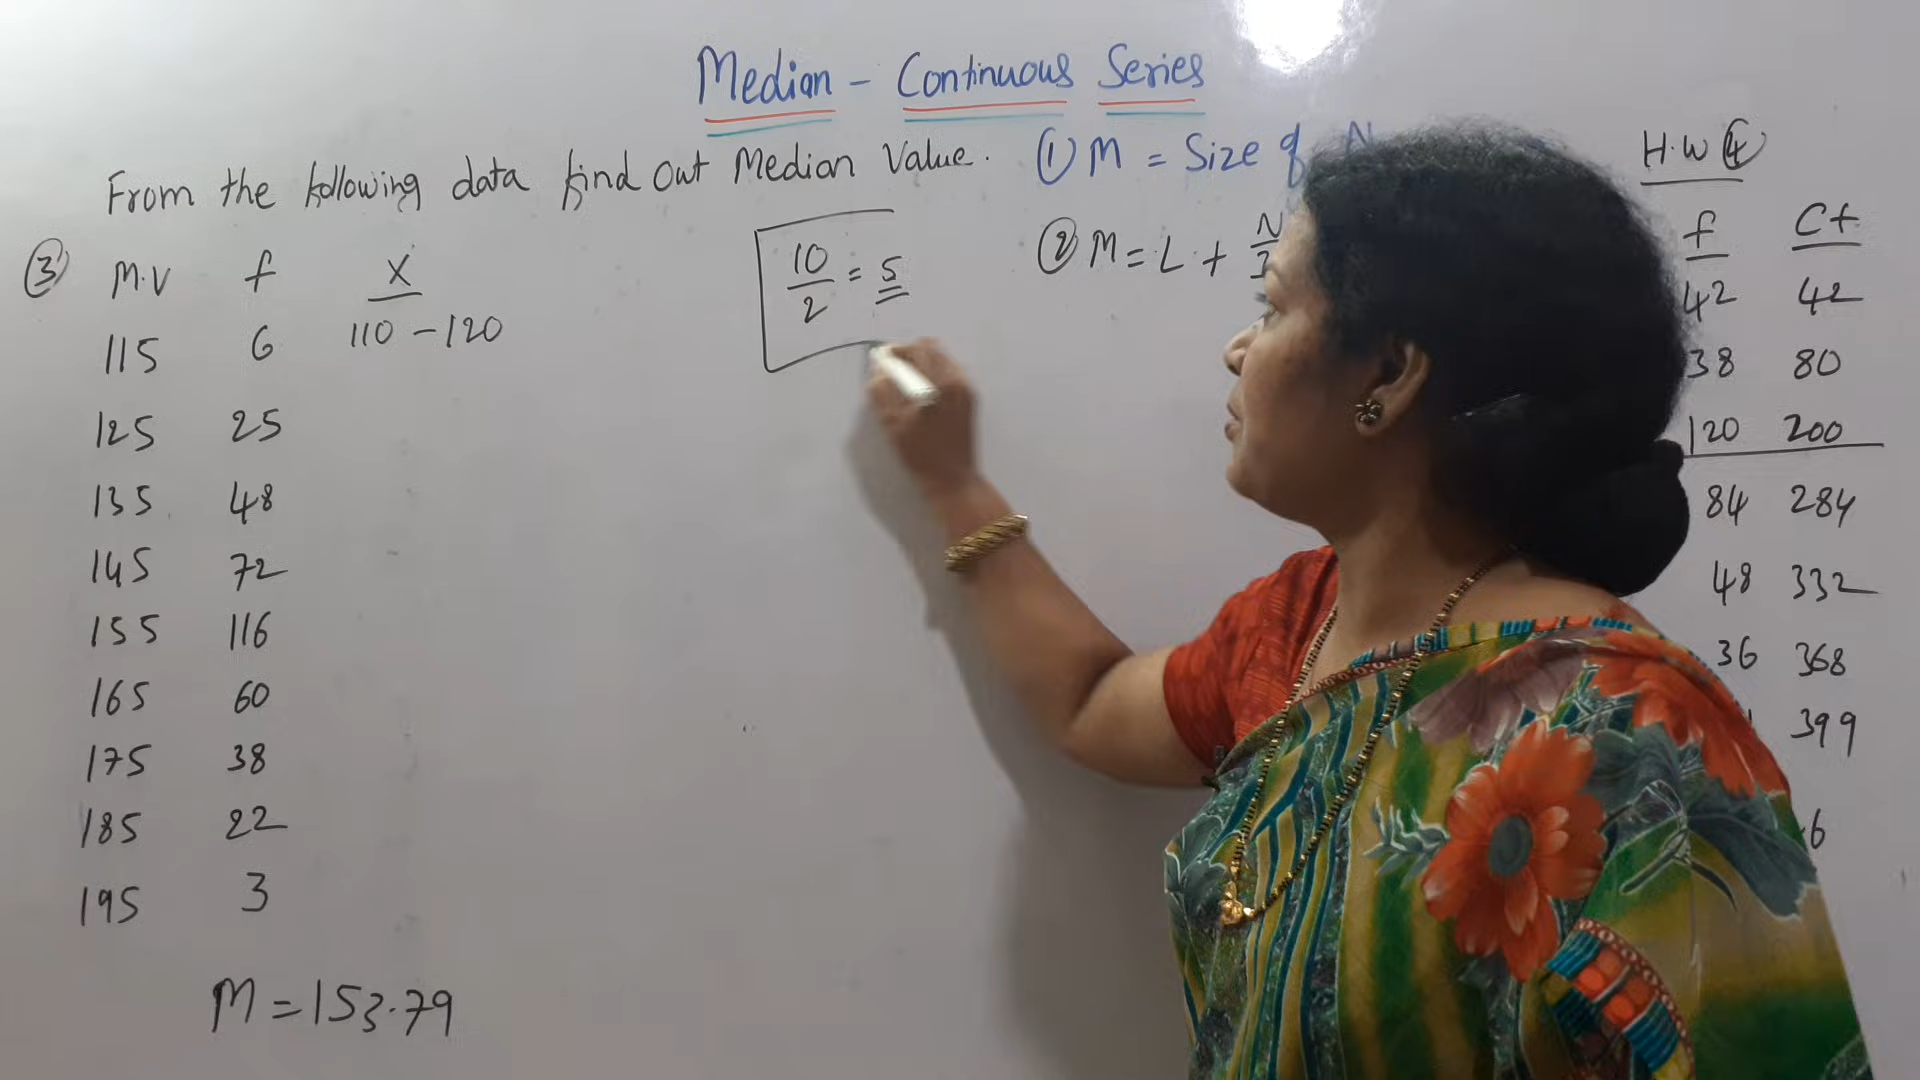 Median - Continuous Series
From the following data find out Median Value.
① M = Size of N
② M = L + N
③ M.V f X
115 6 110 - 120
125 25
135 48
145 72
155 116
165 60
175 38
185 22
195 3
M = 153.79
10/2 = 5
H.W ④
f Cf
42 42
38 80
120 200
84 284
48 332
36 368
399
6